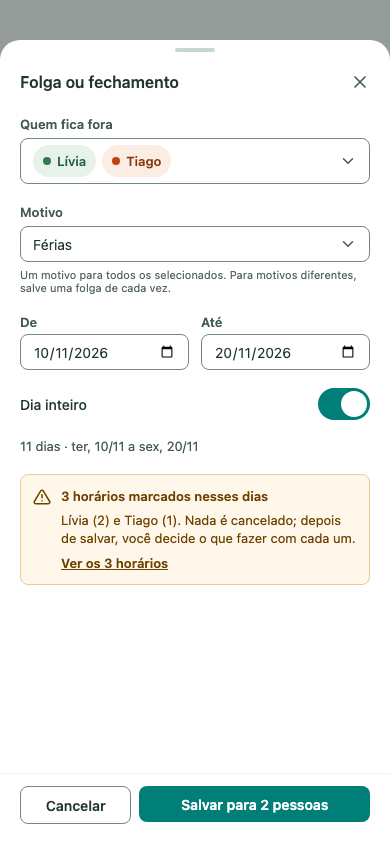 Folga ou fechamento
Quem fica fora
Lívia Tiago
Motivo
Férias
Um motivo para todos os selecionados. Para motivos diferentes,
salve uma folga de cada vez.
De Até
10/11/2026 20/11/2026
Dia inteiro
11 dias · ter, 10/11 a sex, 20/11
3 horários marcados nesses dias
Lívia (2) e Tiago (1). Nada é cancelado; depois
de salvar, você decide o que fazer com cada um.
Ver os 3 horários
Cancelar Salvar para 2 pessoas